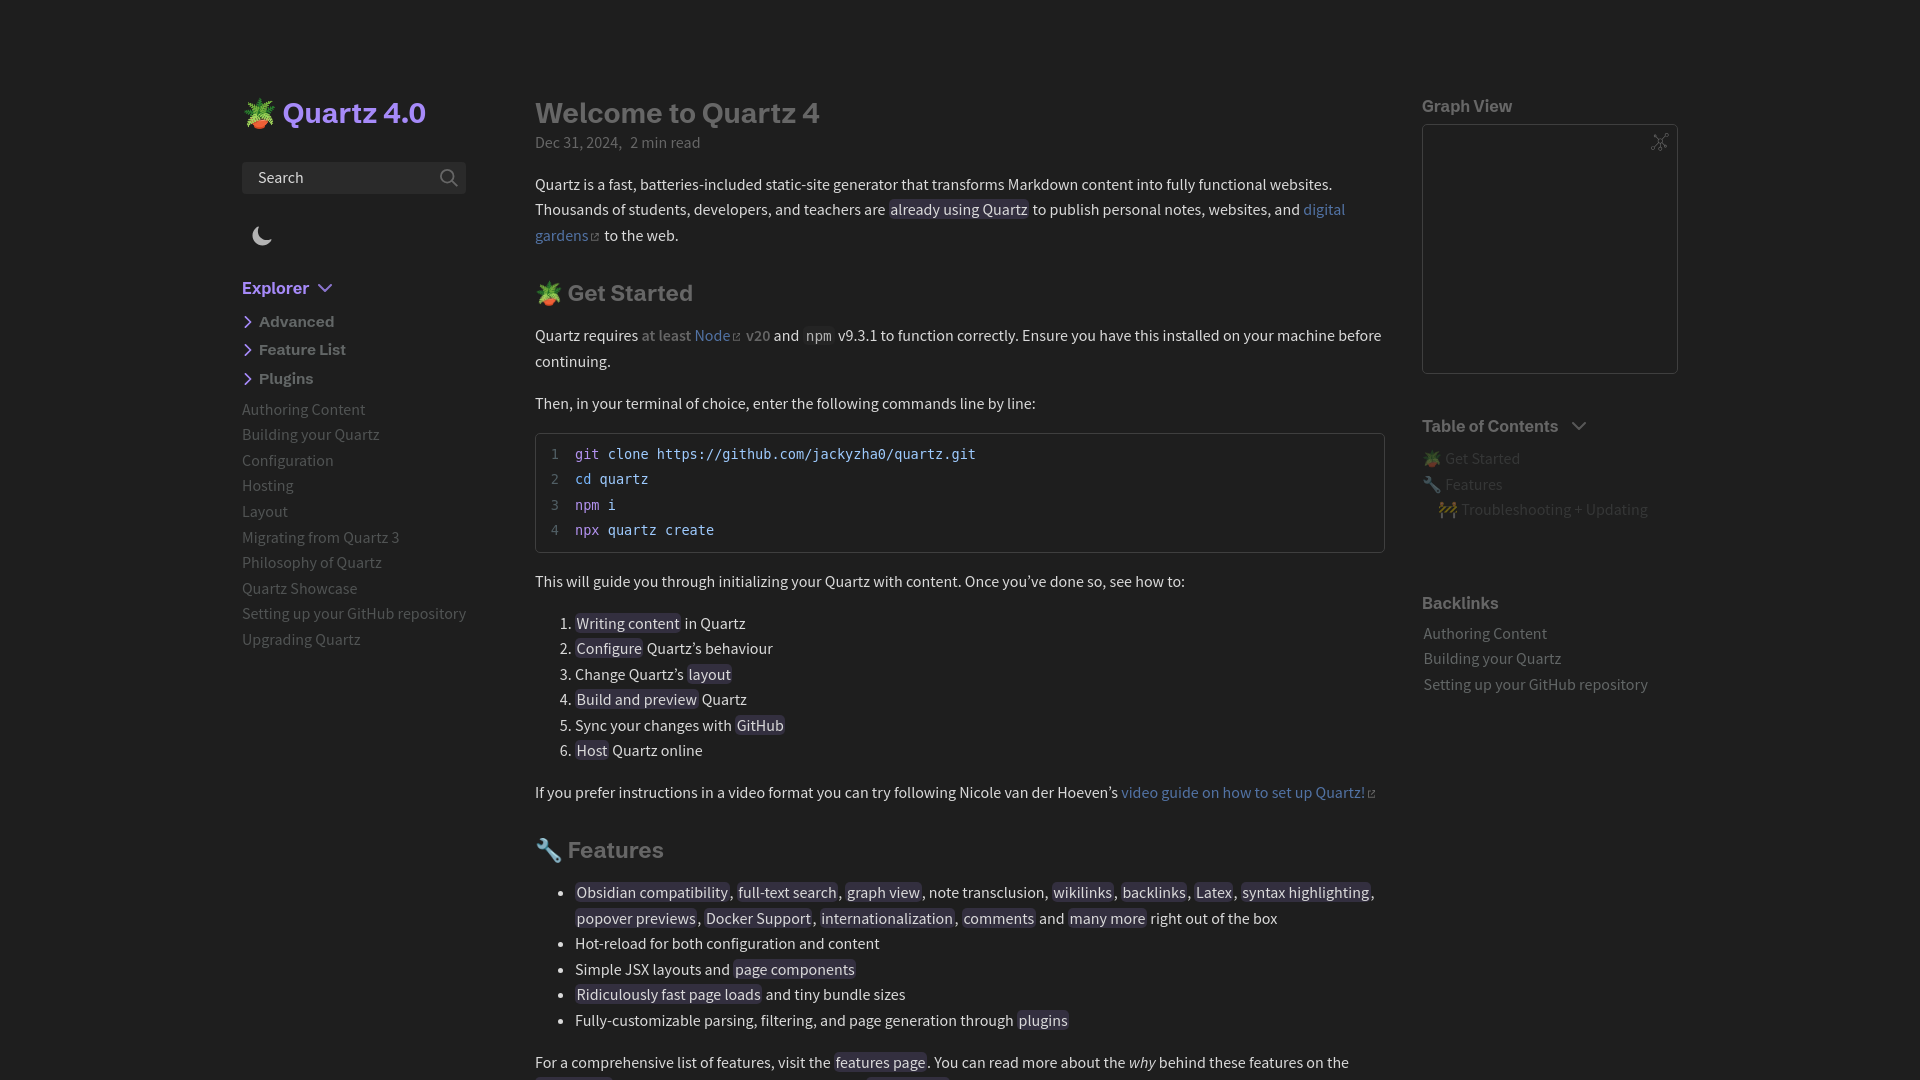 🪴 Quartz 4.0
Search
Explorer
Advanced
Feature List
Plugins
Authoring Content
Building your Quartz
Configuration
Hosting
Layout
Migrating from Quartz 3
Philosophy of Quartz
Quartz Showcase
Setting up your GitHub repository
Upgrading Quartz
Welcome to Quartz 4
Dec 31, 2024, 2 min read
Quartz is a fast, batteries-included static-site generator that transforms Markdown content into fully functional websites.
Thousands of students, developers, and teachers are already using Quartz to publish personal notes, websites, and digital
gardens to the web.
🪴 Get Started
Quartz requires at least Node v20 and npm v9.3.1 to function correctly. Ensure you have this installed on your machine before
continuing.
Then, in your terminal of choice, enter the following commands line by line:
1 git clone https://github.com/jackyzha0/quartz.git
2 cd quartz
3 npm i
4 npx quartz create
This will guide you through initializing your Quartz with content. Once you’ve done so, see how to:
1. Writing content in Quartz
2. Configure Quartz’s behaviour
3. Change Quartz’s layout
4. Build and preview Quartz
5. Sync your changes with GitHub
6. Host Quartz online
If you prefer instructions in a video format you can try following Nicole van der Hoeven’s video guide on how to set up Quartz!
🔧 Features
• Obsidian compatibility, full-text search, graph view, note transclusion, wikilinks, backlinks, Latex, syntax highlighting,
popover previews, Docker Support, internationalization, comments and many more right out of the box
• Hot-reload for both configuration and content
• Simple JSX layouts and page components
• Ridiculously fast page loads and tiny bundle sizes
• Fully-customizable parsing, filtering, and page generation through plugins
For a comprehensive list of features, visit the features page. You can read more about the why behind these features on the
Graph View
Table of Contents
🪴 Get Started
🔧 Features
🚧 Troubleshooting + Updating
Backlinks
Authoring Content
Building your Quartz
Setting up your GitHub repository